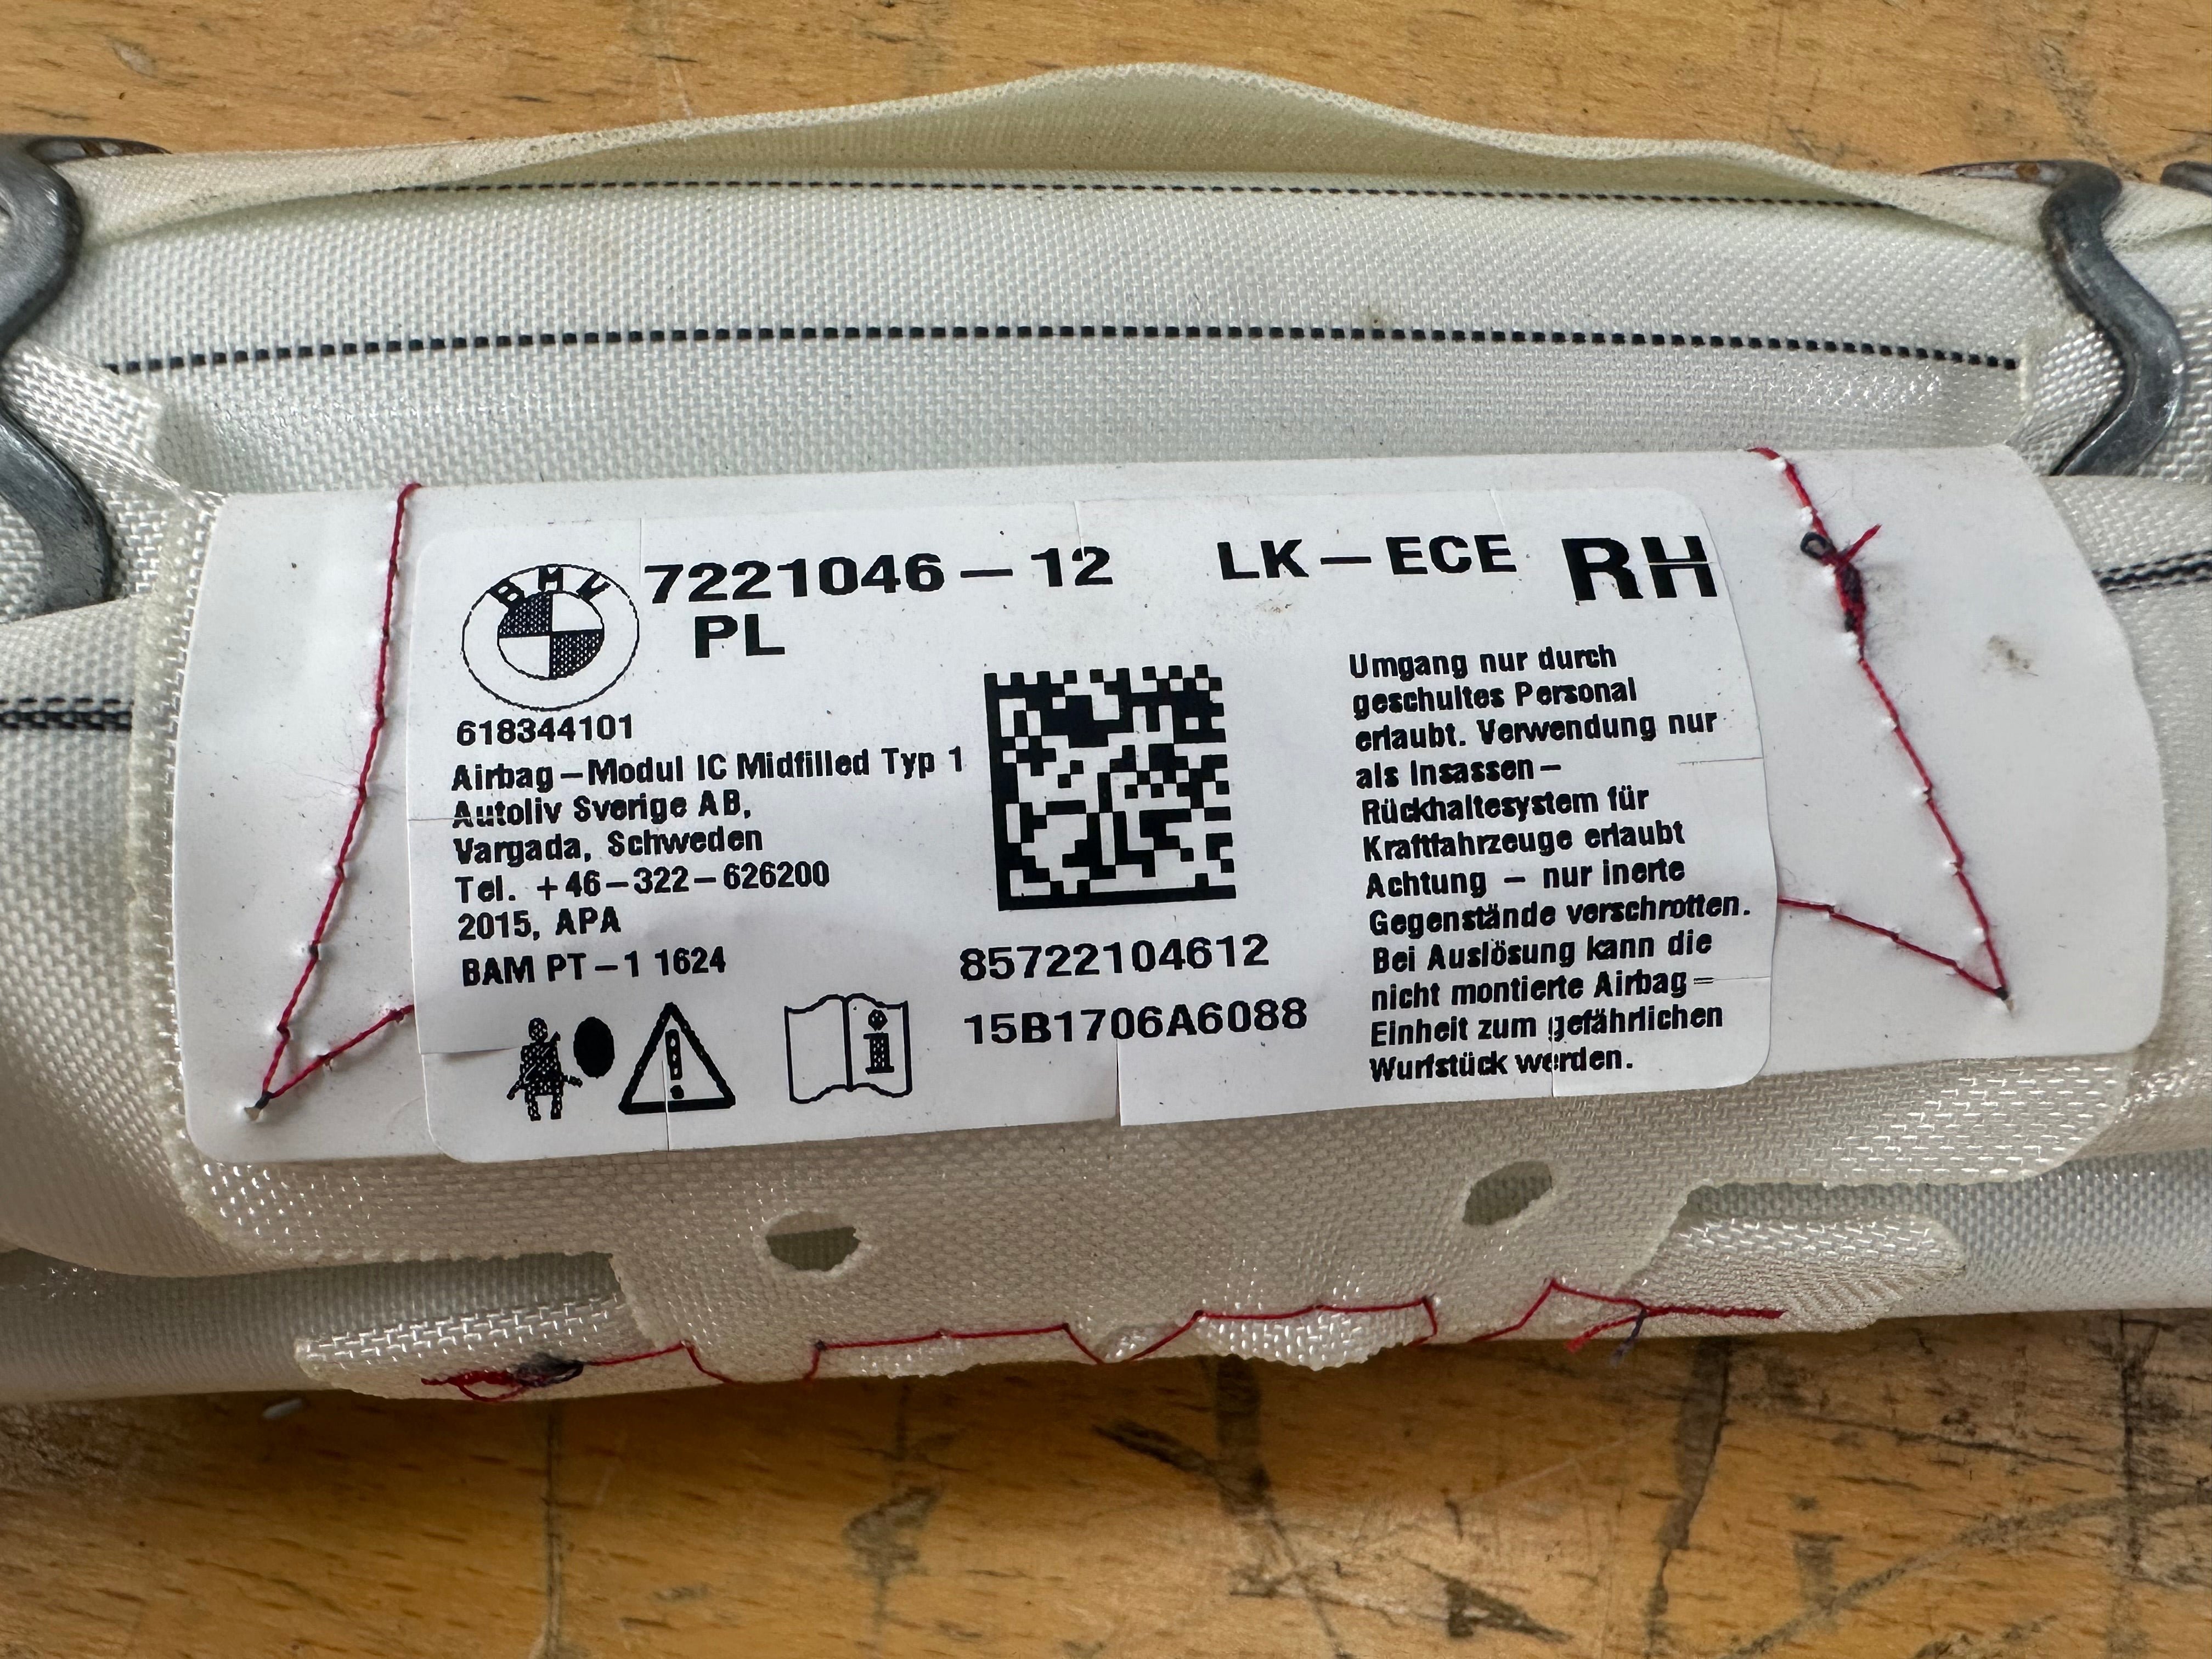 BMW
7221046-12 LK-ECE RH
PL
618344101
Airbag-Modul IC Midfilled Typ 1
Autoliv Sverige AB,
Vargada, Schweden
Tel. +46-322-626200
2015, APA
BAM PT-1 1624
85722104612
15B1706A6088
Umgang nur durch
geschultes Personal
erlaubt. Verwendung nur
als Insassen-
Rückhaltesystem für
Kraftfahrzeuge erlaubt
Achtung - nur inerte
Gegenstände verschrotten.
Bei Auslösung kann die
nicht montierte Airbag-
Einheit zum gefährlichen
Wurfstück werden.